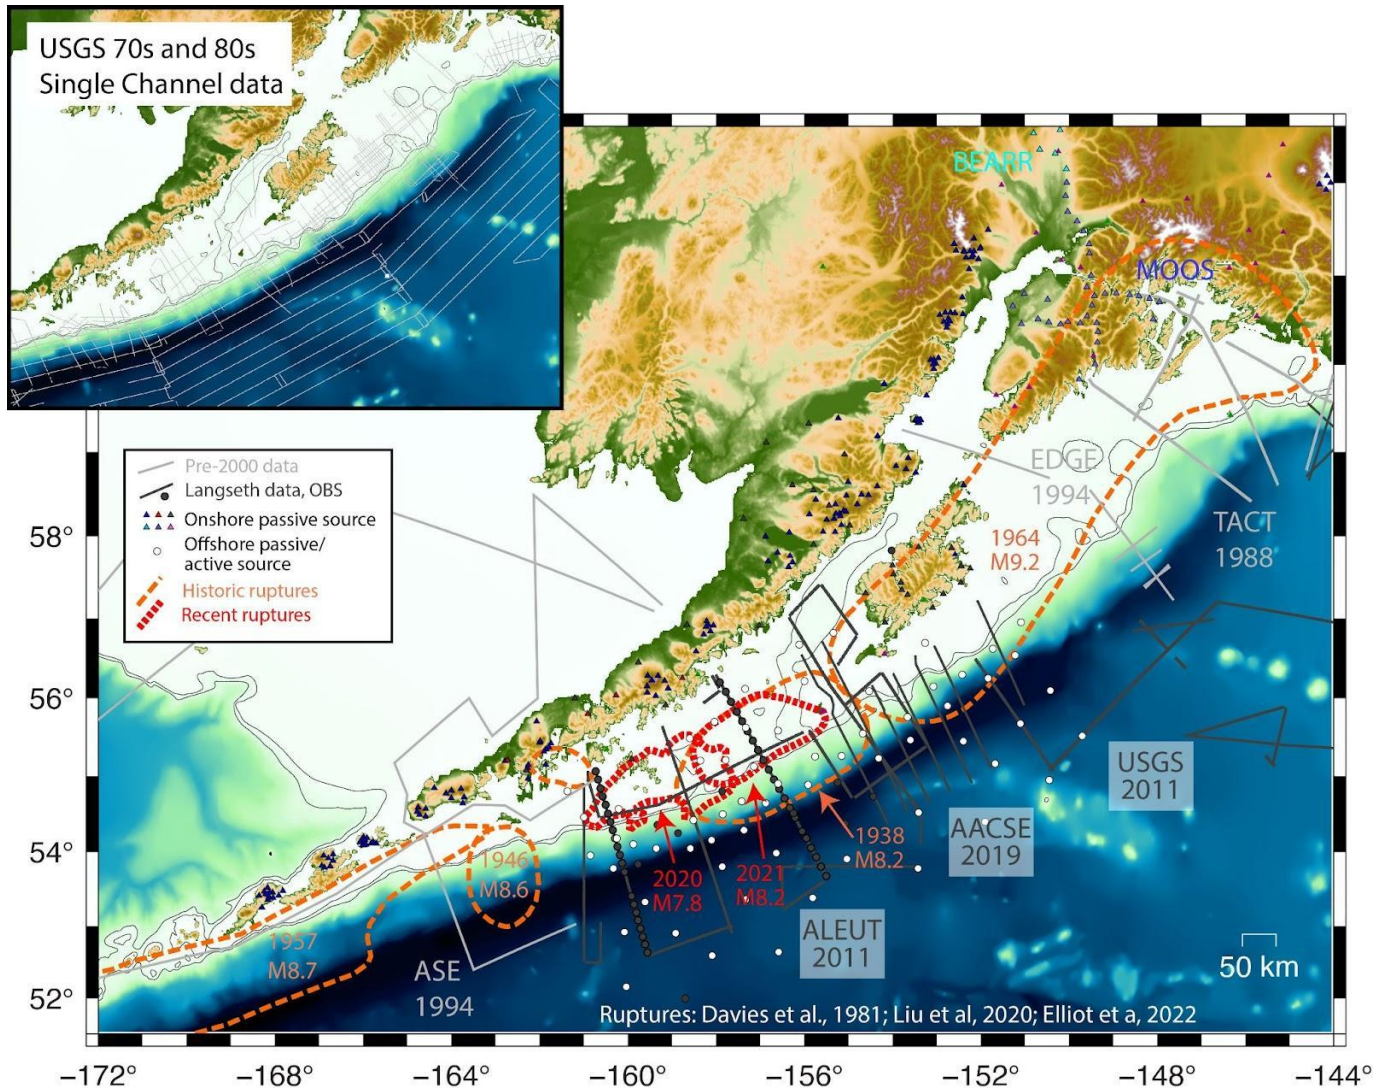 USGS 70s and 80s
Single Channel data
BEARR
MOOS
Pre-2000 data
Langseth data, OBS
Onshore passive source
Offshore passive/
active source
Historic ruptures
Recent ruptures
EDGE
1994
TACT
1988
1964
M9.2
USGS
2011
AACSE
2019
1938
M8.2
2021
M8.2
2020
M7.8
ALEUT
2011
1946
M8.6
1957
M8.7
ASE
1994
50 km
Ruptures: Davies et al., 1981; Liu et al, 2020; Elliot et a, 2022
58°
56°
54°
52°
−172°
−168°
−164°
−160°
−156°
−152°
−148°
−144°